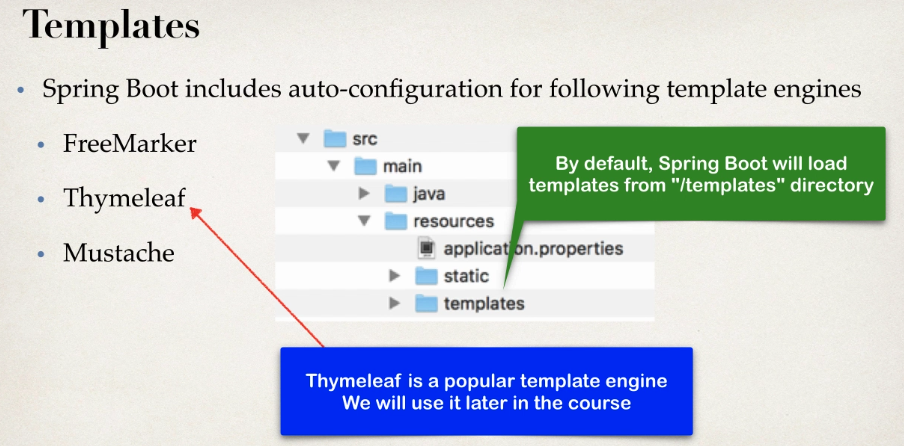 Templates
• Spring Boot includes auto-configuration for following template engines
• FreeMarker
• Thymeleaf
• Mustache
src
main
java
resources
application.properties
static
templates
By default, Spring Boot will load
templates from "/templates" directory
Thymeleaf is a popular template engine
We will use it later in the course